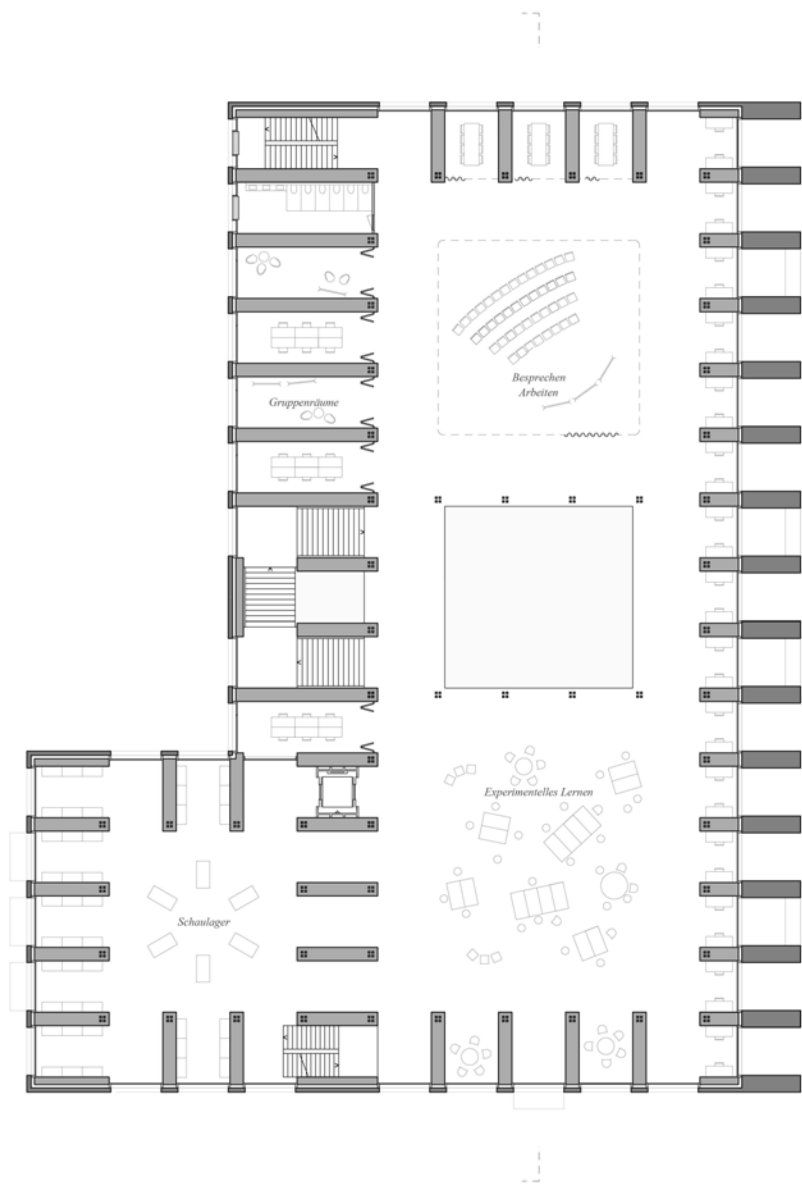 Besprechen
Arbeiten
Gruppenräume
Experimentelles Lernen
Schaulager